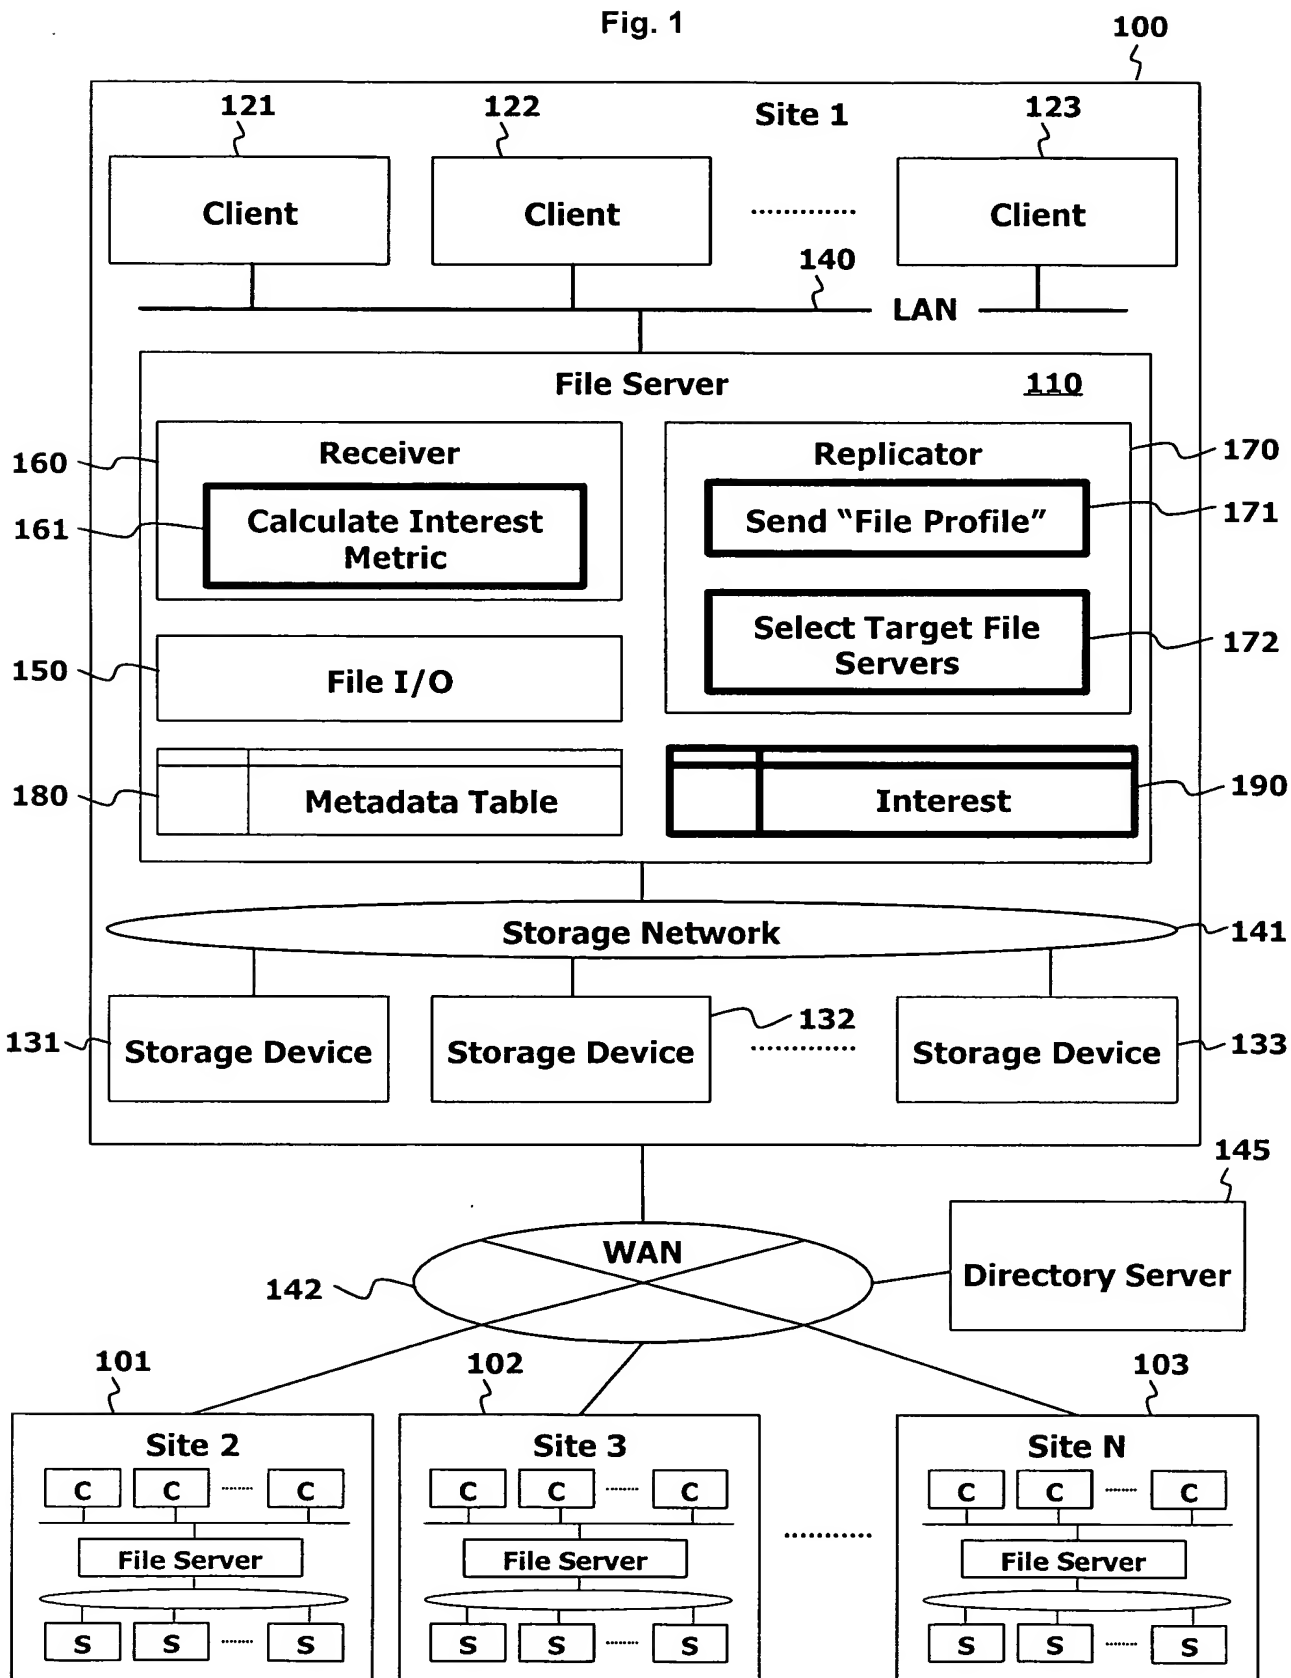 Fig. 1
100
121
122
Site 1
123
Client
Client
Client
140
LAN
File Server
110
160
Receiver
Replicator
170
161
Calculate Interest
Metric
Send “File Profile”
171
Select Target File
Servers
172
150
File I/O
180
Metadata Table
Interest
190
Storage Network
141
131
Storage Device
Storage Device
132
Storage Device
133
145
WAN
142
Directory Server
101
102
103
Site 2
Site 3
Site N
C C C
C C C
C C C
File Server
File Server
File Server
S S S
S S S
S S S